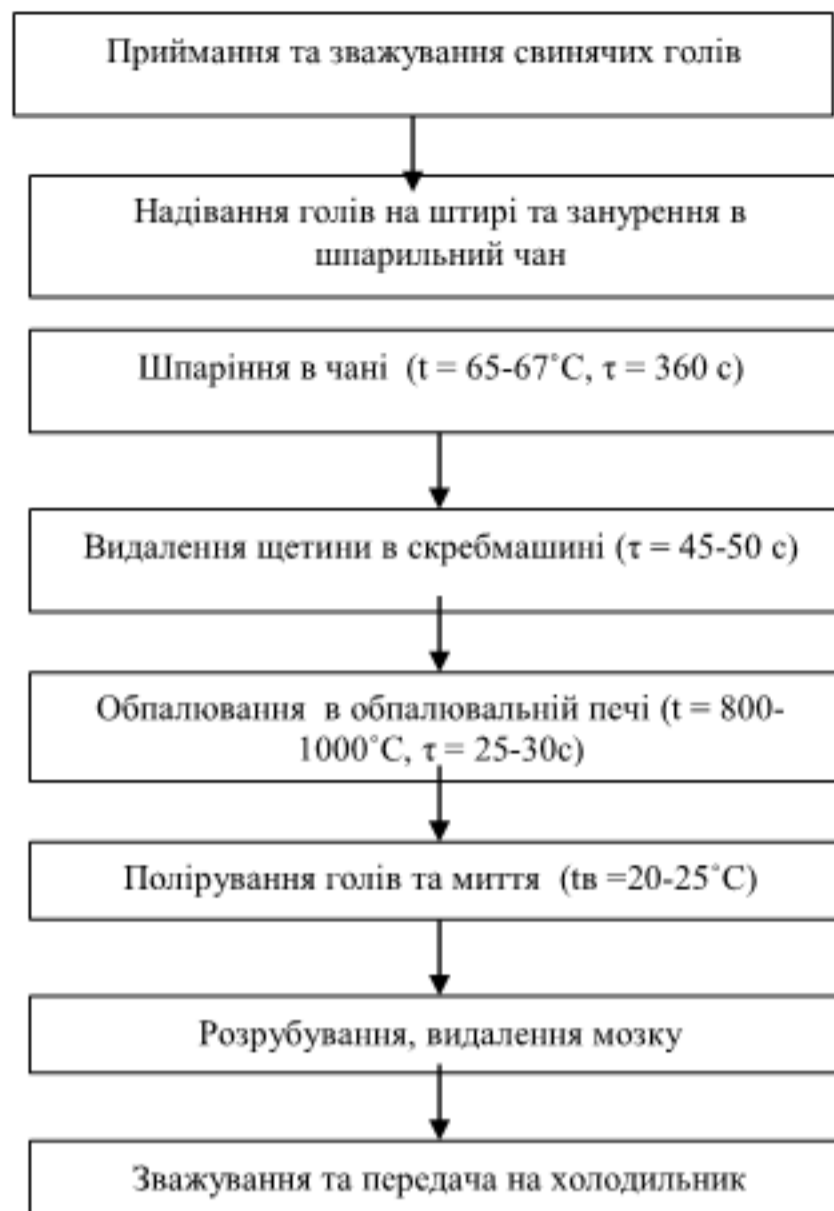 Приймання та зважування свинячих голів
Надівання голів на штирі та занурення в
шпарильний чан
Шпаріння в чані (t = 65-67˚С, τ = 360 с)
Видалення щетини в скребмашині (τ = 45-50 с)
Обпалювання в обпалювальній печі (t = 800-
1000˚С, τ = 25-30с)
Полірування голів та миття (tв =20-25˚С)
Розрубування, видалення мозку
Зважування та передача на холодильник